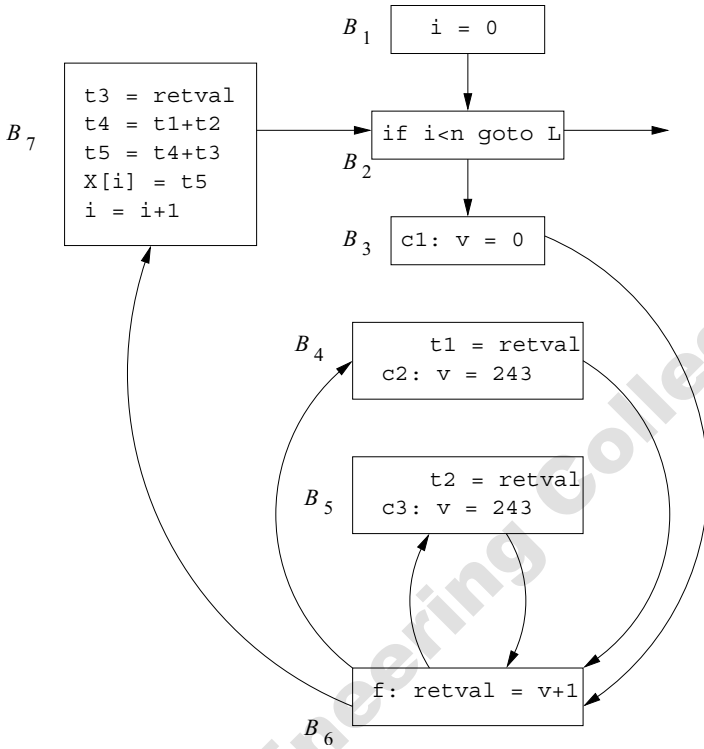 B1
i = 0
B7
t3 = retval
t4 = t1+t2
t5 = t4+t3
X[i] = t5
i = i+1
if i<n goto L
B2
B3
c1: v = 0
B4
t1 = retval
c2: v = 243
B5
t2 = retval
c3: v = 243
f: retval = v+1
B6